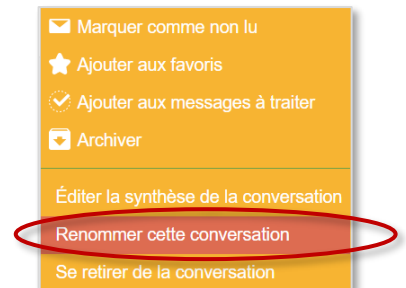 Marquer comme non lu
Ajouter aux favoris
Ajouter aux messages à traiter
Archiver
Éditer la synthèse de la conversation
Renommer cette conversation
Se retirer de la conversation